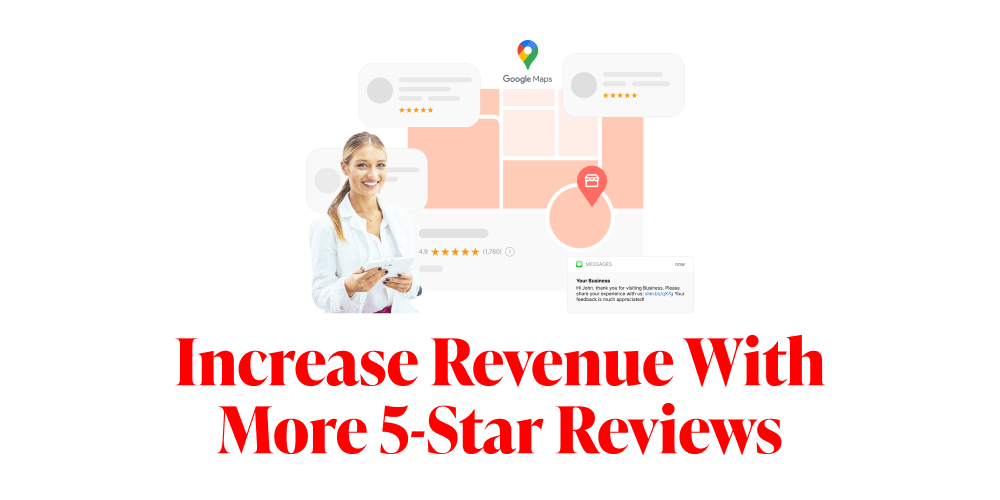 Google Maps
4.9 ★★★★★ (1,760)
MESSAGES now
Your Business
Hi John, thank you for visiting Business. Please
share your experience with us: Your
feedback is much appreciated!
Increase Revenue With
More 5-Star Reviews